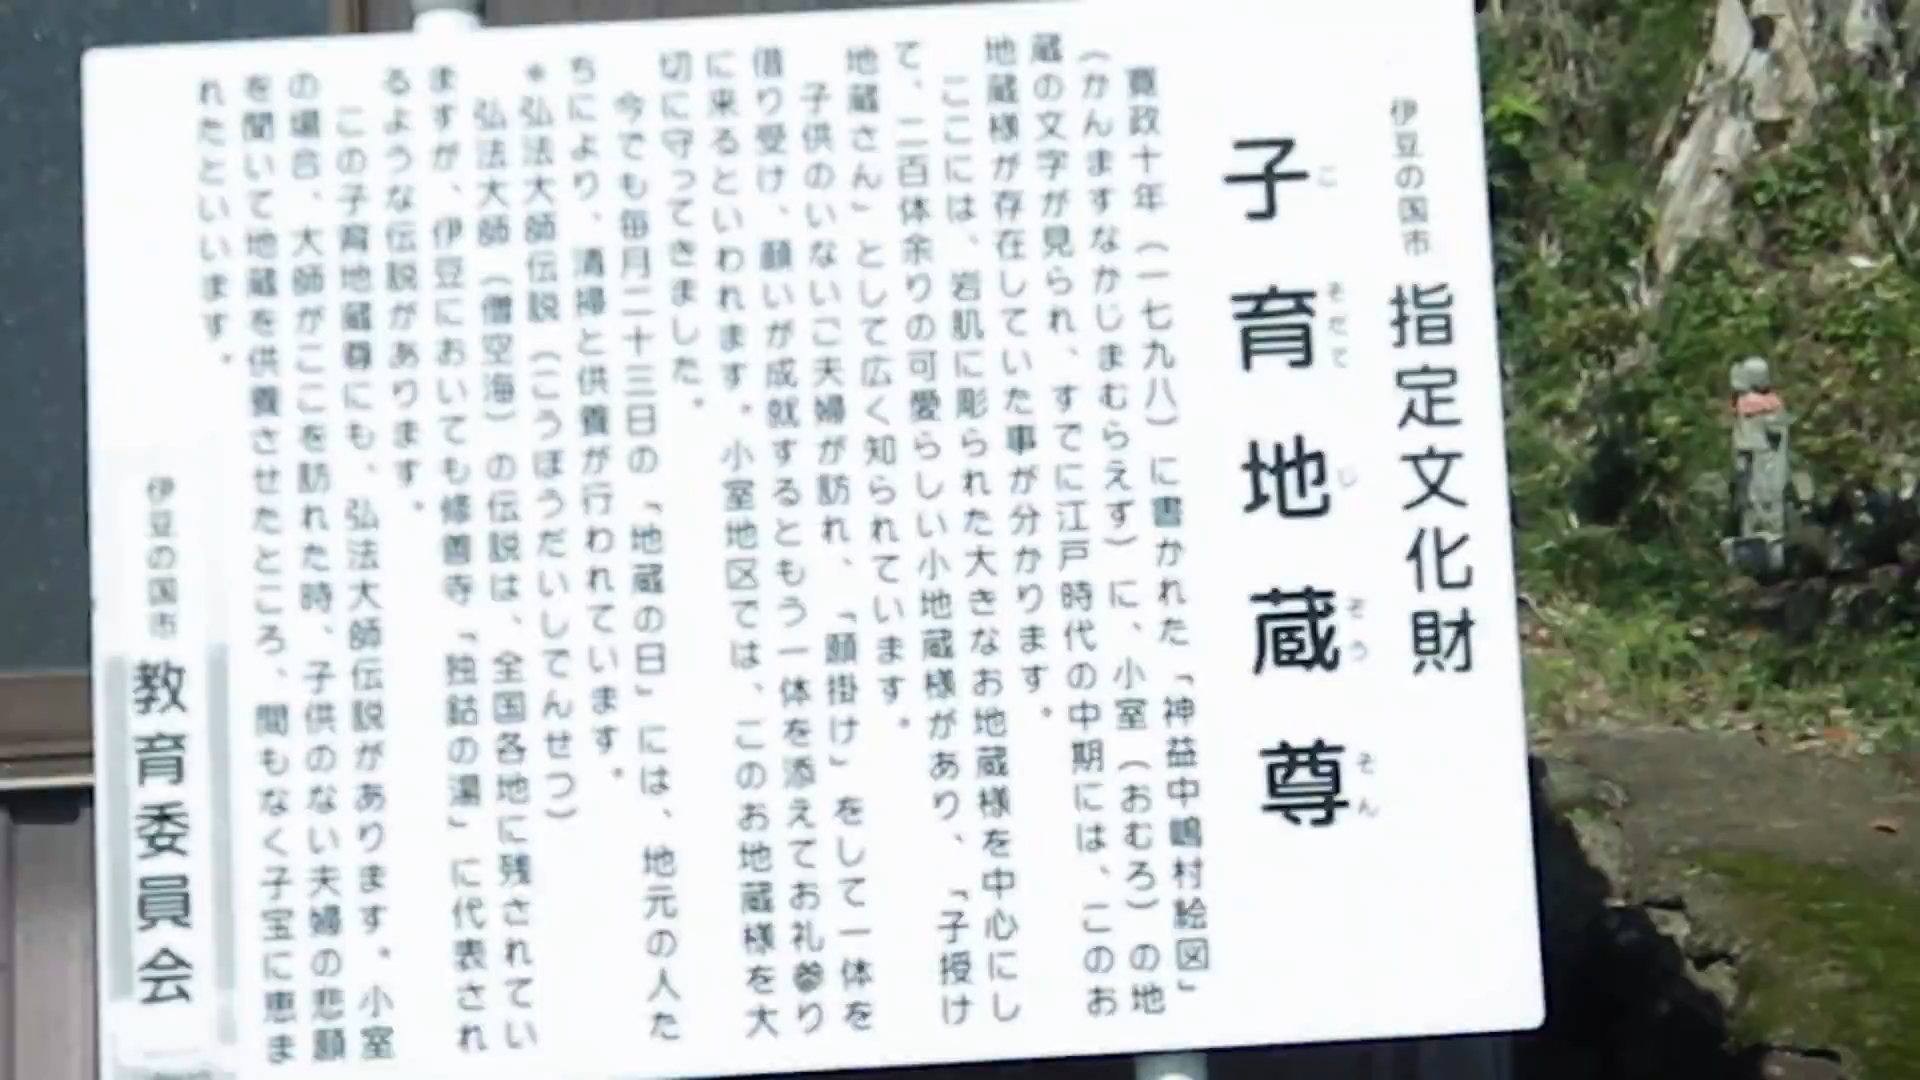 伊豆の国市 指定文化財
子育地蔵尊
こ そだて じ ぞう そん
寛政十年（一七九八）に書かれた「神益中嶋村絵図」
（かんますなかじまむらえず）に、小室（おむろ）の地
蔵の文字が見られ、すでに江戸時代の中期には、このお
地蔵様が存在していた事が分かります。
ここには、岩肌に彫られた大きなお地蔵様を中心にし
て、二百体余りの可愛らしい小地蔵様があり、「子授け
地蔵さん」として広く知られています。
子供のいないご夫婦が訪れ、「願掛け」をして一体を
借り受け、願いが成就するともう一体を添えてお礼参り
に来るといわれます。小室地区では、このお地蔵様を大
切に守ってきました。
今でも毎月二十三日の「地蔵の日」には、地元の人た
ちにより、清掃と供養が行われています。
＊弘法大師伝説（こうぼうだいしでんせつ）
弘法大師（僧空海）の伝説は、全国各地に残されてい
ますが、伊豆においても修善寺「独鈷の湯」に代表され
るような伝説があります。
この子育地蔵尊にも、弘法大師伝説があります。小室
の場合、大師がここを訪れた時、子供のない夫婦の悲願
を聞いて地蔵を供養させたところ、間もなく子宝に恵ま
れたといいます。
伊豆の国市 教育委員会